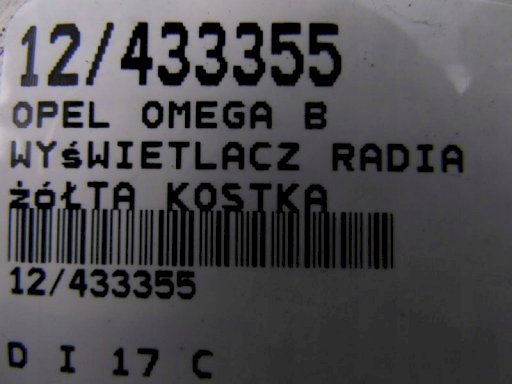 12/433355
OPEL OMEGA B
WYśWIETLACZ RADIA
żóŁTA KOSTKA
12/433355
D I 17 C